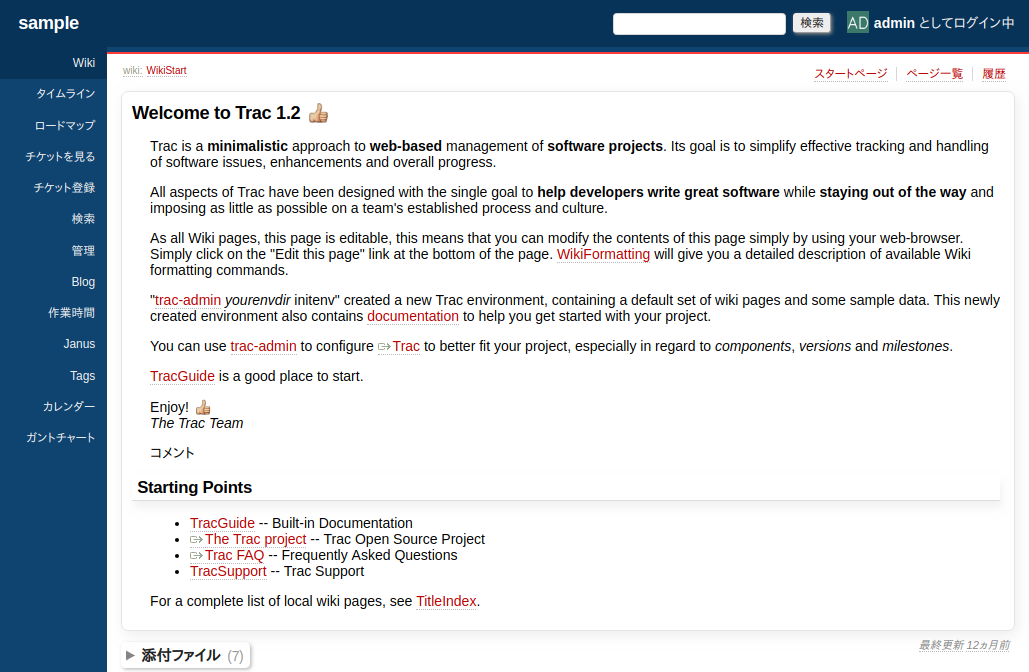 sample
検索
AD admin としてログイン中
Wiki
タイムライン
ロードマップ
チケットを見る
チケット登録
検索
管理
Blog
作業時間
Janus
Tags
カレンダー
ガントチャート
wiki: WikiStart
スタートページ
ページ一覧
履歴
Welcome to Trac 1.2
Trac is a minimalistic approach to web-based management of software projects. Its goal is to simplify effective tracking and handling
of software issues, enhancements and overall progress.
All aspects of Trac have been designed with the single goal to help developers write great software while staying out of the way and
imposing as little as possible on a team's established process and culture.
As all Wiki pages, this page is editable, this means that you can modify the contents of this page simply by using your web-browser.
Simply click on the "Edit this page" link at the bottom of the page. WikiFormatting will give you a detailed description of available Wiki
formatting commands.
"trac-admin yourenvdir initenv" created a new Trac environment, containing a default set of wiki pages and some sample data. This newly
created environment also contains documentation to help you get started with your project.
You can use trac-admin to configure Trac to better fit your project, especially in regard to components, versions and milestones.
TracGuide is a good place to start.
Enjoy!
The Trac Team
コメント
Starting Points
• TracGuide -- Built-in Documentation
• The Trac project -- Trac Open Source Project
• Trac FAQ -- Frequently Asked Questions
• TracSupport -- Trac Support
For a complete list of local wiki pages, see TitleIndex.
添付ファイル (7)
最終更新 12ヵ月前